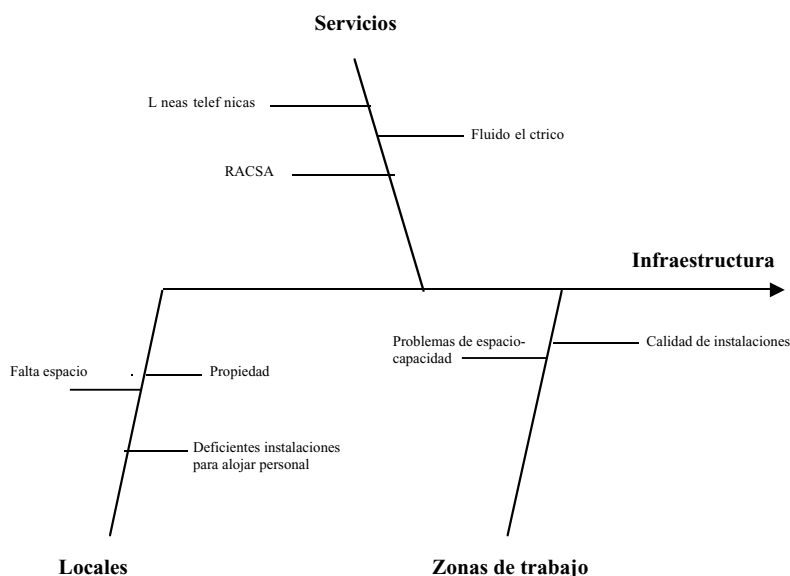 Servicios
L neas telef nicas
Fluido el ctrico
RACSA
Infraestructura
Problemas de espacio-
capacidad
Calidad de instalaciones
Falta espacio
Propiedad
Deficientes instalaciones
para alojar personal
Locales
Zonas de trabajo